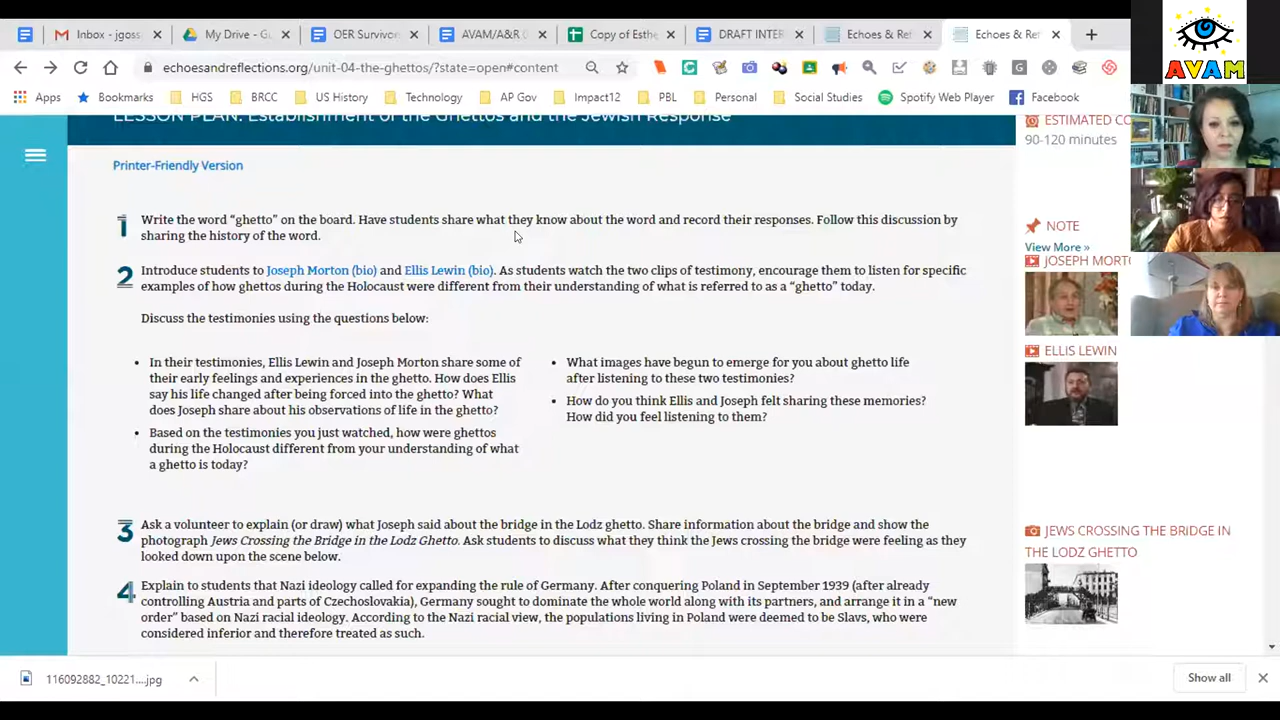 Inbox - jgoss
My Drive - G
OER Survivo
AVAM/A&R
Copy of Esthe
DRAFT INTER
Echoes & Ref
Echoes & Ref
echoesandreflections.org/unit-04-the-ghettos/?state=open#content
Apps
Bookmarks
HGS
BRCC
US History
Technology
AP Gov
Impact12
PBL
Personal
Social Studies
Spotify Web Player
Facebook
AVAM
LESSON PLAN: Establishment of the Ghettos and the Jewish Response
Printer-Friendly Version
1 Write the word “ghetto” on the board. Have students share what they know about the word and record their responses. Follow this discussion by
sharing the history of the word.
2 Introduce students to Joseph Morton (bio) and Ellis Lewin (bio). As students watch the two clips of testimony, encourage them to listen for specific
examples of how ghettos during the Holocaust were different from their understanding of what is referred to as a “ghetto” today.
Discuss the testimonies using the questions below:
• In their testimonies, Ellis Lewin and Joseph Morton share some of
their early feelings and experiences in the ghetto. How does Ellis
say his life changed after being forced into the ghetto? What
does Joseph share about his observations of life in the ghetto?
• Based on the testimonies you just watched, how were ghettos
during the Holocaust different from your understanding of what
a ghetto is today?
• What images have begun to emerge for you about ghetto life
after listening to these two testimonies?
• How do you think Ellis and Joseph felt sharing these memories?
How did you feel listening to them?
3 Ask a volunteer to explain (or draw) what Joseph said about the bridge in the Lodz ghetto. Share information about the bridge and show the
photograph Jews Crossing the Bridge in the Lodz Ghetto. Ask students to discuss what they think the Jews crossing the bridge were feeling as they
looked down upon the scene below.
4 Explain to students that Nazi ideology called for expanding the rule of Germany. After conquering Poland in September 1939 (after already
controlling Austria and parts of Czechoslovakia), Germany sought to dominate the whole world along with its partners, and arrange it in a “new
order” based on Nazi racial ideology. According to the Nazi racial view, the populations living in Poland were deemed to be Slavs, who were
considered inferior and therefore treated as such.
ESTIMATED CO
90-120 minutes
NOTE
View More »
JOSEPH MORT
ELLIS LEWIN
JEWS CROSSING THE BRIDGE IN
THE LODZ GHETTO
116092882_10221....jpg
Show all